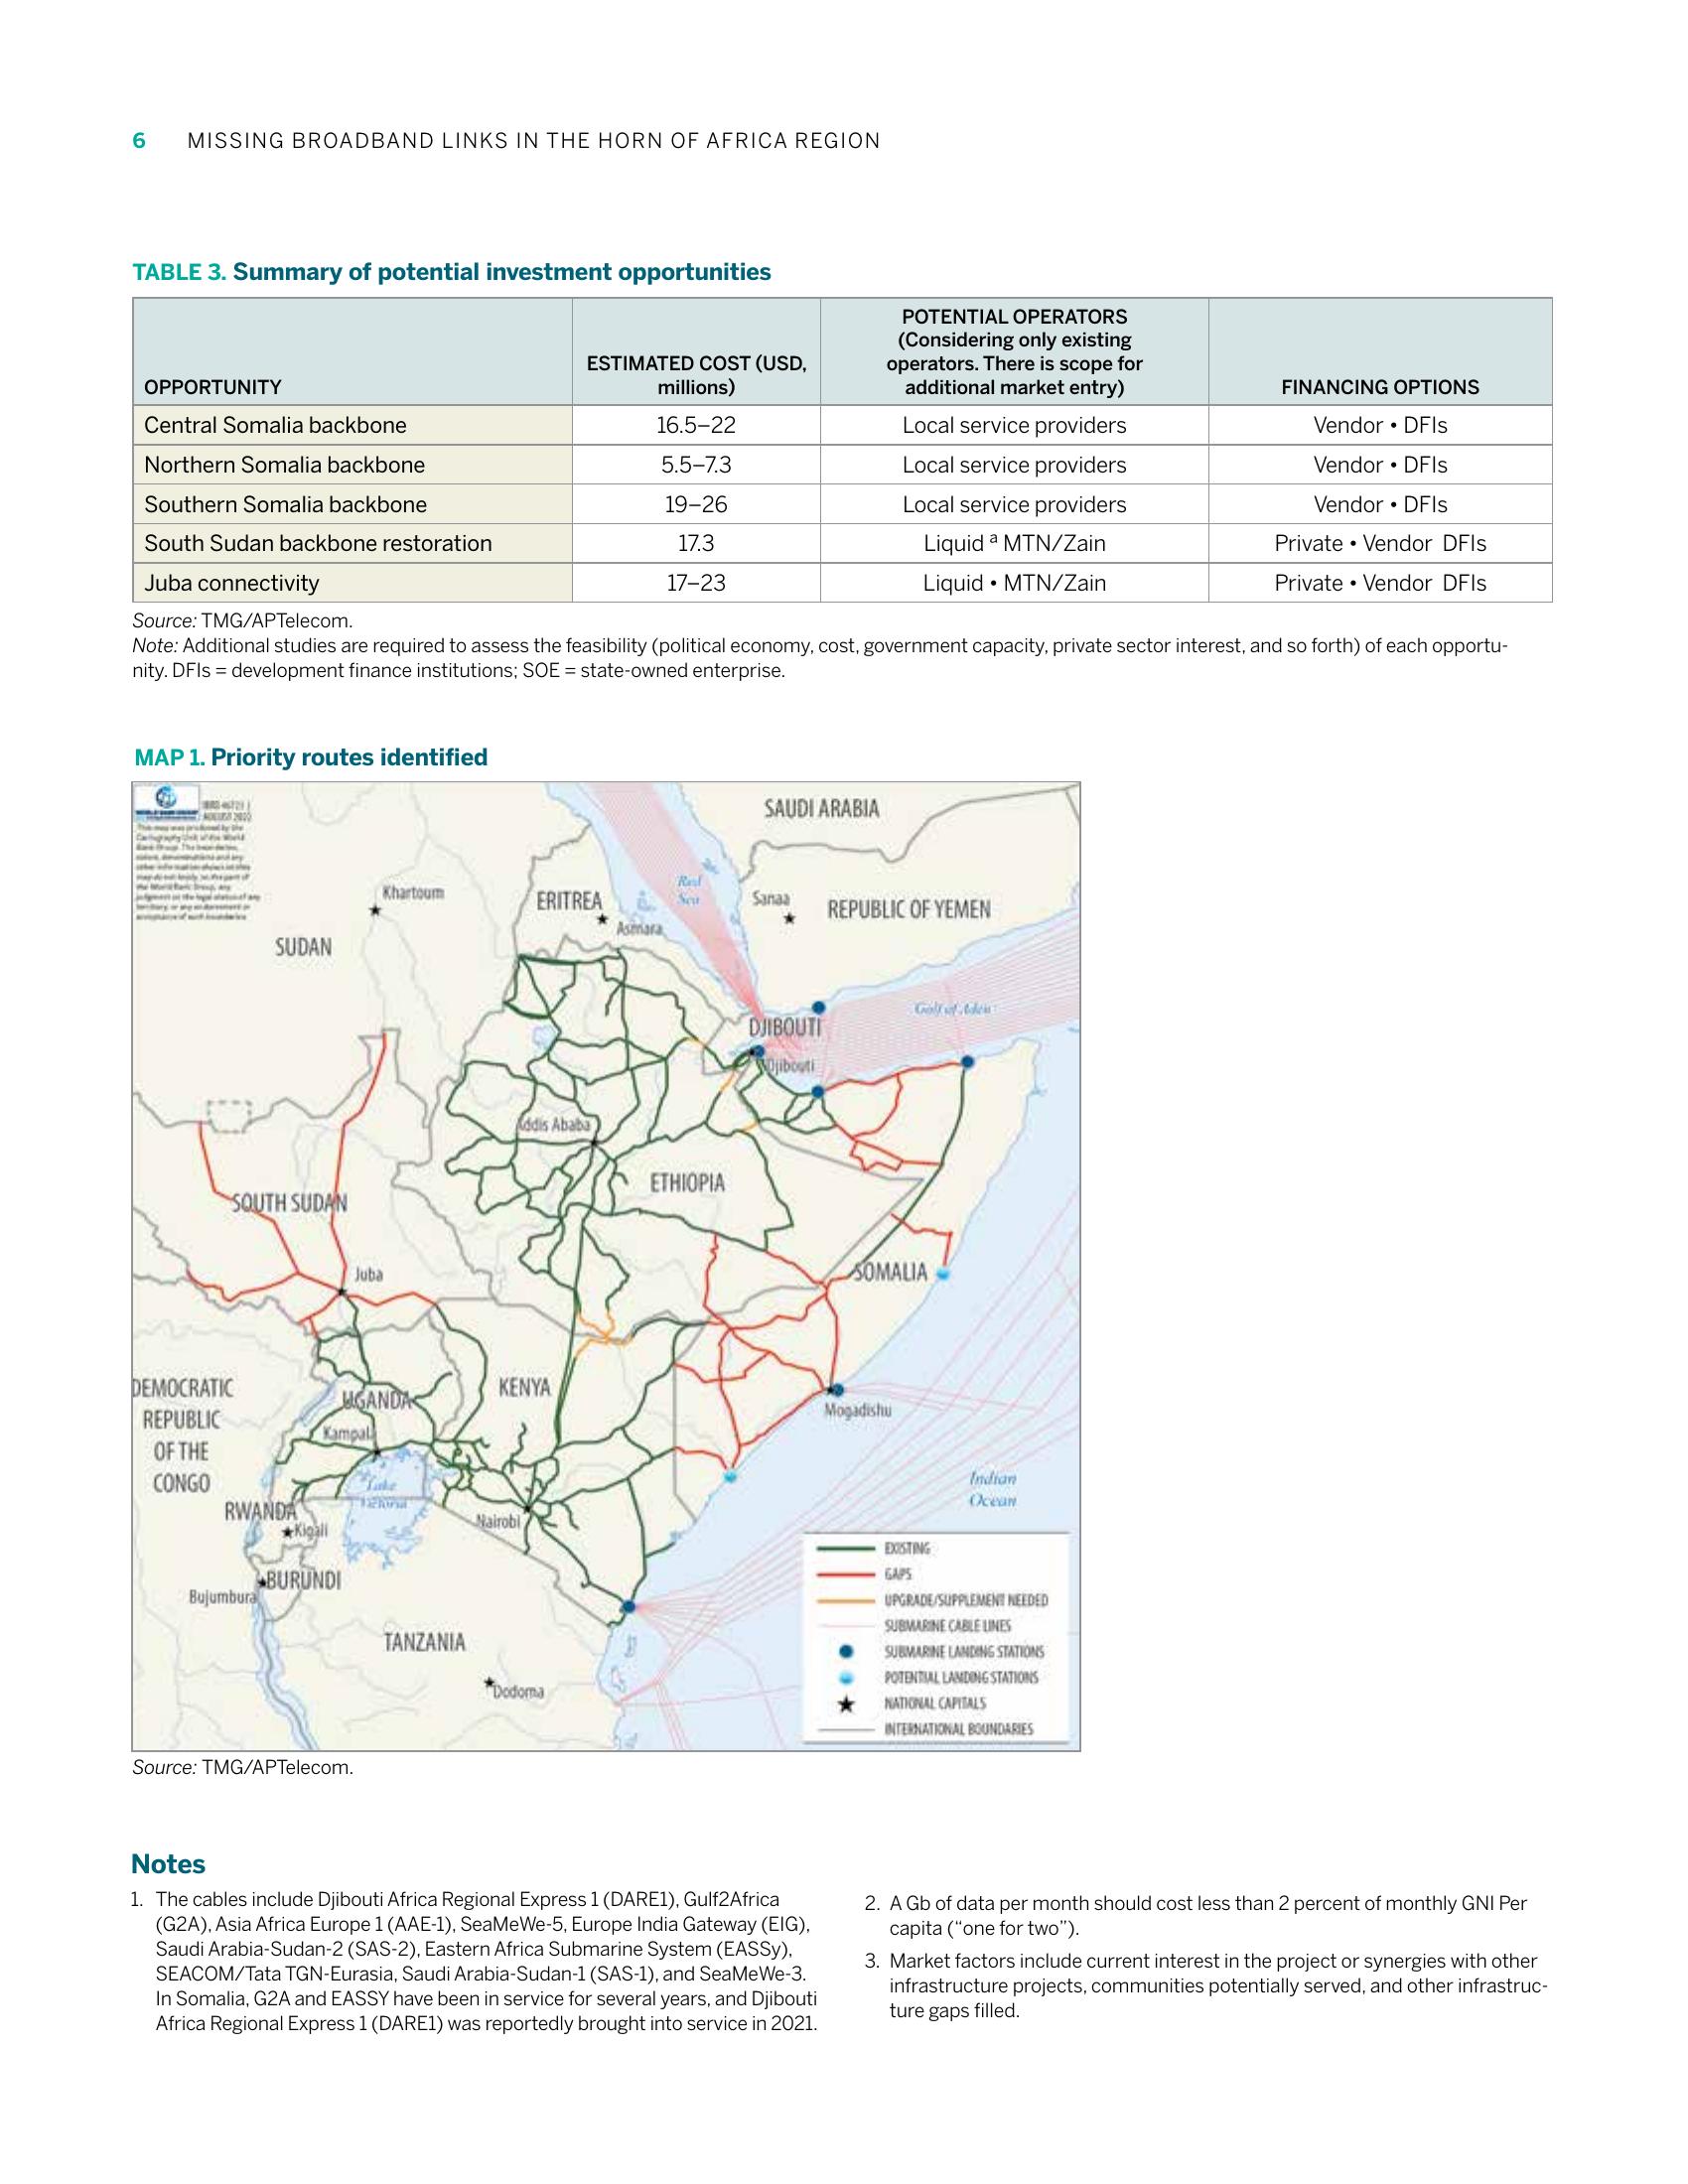 6 MISSING BROADBAND LINKS IN THE HORN OF AFRICA REGION
TABLE 3. Summary of potential investment opportunities
OPPORTUNITY
ESTIMATED COST (USD,
millions)
POTENTIAL OPERATORS
(Considering only existing
operators. There is scope for
additional market entry)
FINANCING OPTIONS
Central Somalia backbone 16.5–22 Local service providers Vendor • DFIs
Northern Somalia backbone 5.5–7.3 Local service providers Vendor • DFIs
Southern Somalia backbone 19–26 Local service providers Vendor • DFIs
South Sudan backbone restoration 17.3 Liquid ª MTN/Zain Private • Vendor DFIs
Juba connectivity 17–23 Liquid • MTN/Zain Private • Vendor DFIs
Source: TMG/APTelecom.
Note: Additional studies are required to assess the feasibility (political economy, cost, government capacity, private sector interest, and so forth) of each opportu-
nity. DFIs = development finance institutions; SOE = state-owned enterprise.
MAP 1. Priority routes identified
SAUDI ARABIA
Khartoum
ERITREA
Red
Sea
Sanaa
REPUBLIC OF YEMEN
Asmara
SUDAN
Gulf of Aden
DJIBOUTI
Djibouti
Addis Ababa
ETHIOPIA
SOUTH SUDAN
Juba
SOMALIA
DEMOCRATIC
REPUBLIC
OF THE
CONGO
UGANDA
KENYA
Mogadishu
Kampala
Lake
Victoria
Indian
Ocean
RWANDA
Kigali
Nairobi
BURUNDI
Bujumbura
TANZANIA
Dodoma
EXISTING
GAPS
UPGRADE/SUPPLEMENT NEEDED
SUBMARINE CABLE LINES
SUBMARINE LANDING STATIONS
POTENTIAL LANDING STATIONS
NATIONAL CAPITALS
INTERNATIONAL BOUNDARIES
Source: TMG/APTelecom.
Notes
1. The cables include Djibouti Africa Regional Express 1 (DARE1), Gulf2Africa
(G2A), Asia Africa Europe 1 (AAE-1), SeaMeWe-5, Europe India Gateway (EIG),
Saudi Arabia-Sudan-2 (SAS-2), Eastern Africa Submarine System (EASSy),
SEACOM/Tata TGN-Eurasia, Saudi Arabia-Sudan-1 (SAS-1), and SeaMeWe-3.
In Somalia, G2A and EASSY have been in service for several years, and Djibouti
Africa Regional Express 1 (DARE1) was reportedly brought into service in 2021.
2. A Gb of data per month should cost less than 2 percent of monthly GNI Per
capita (“one for two”).
3. Market factors include current interest in the project or synergies with other
infrastructure projects, communities potentially served, and other infrastruc-
ture gaps filled.